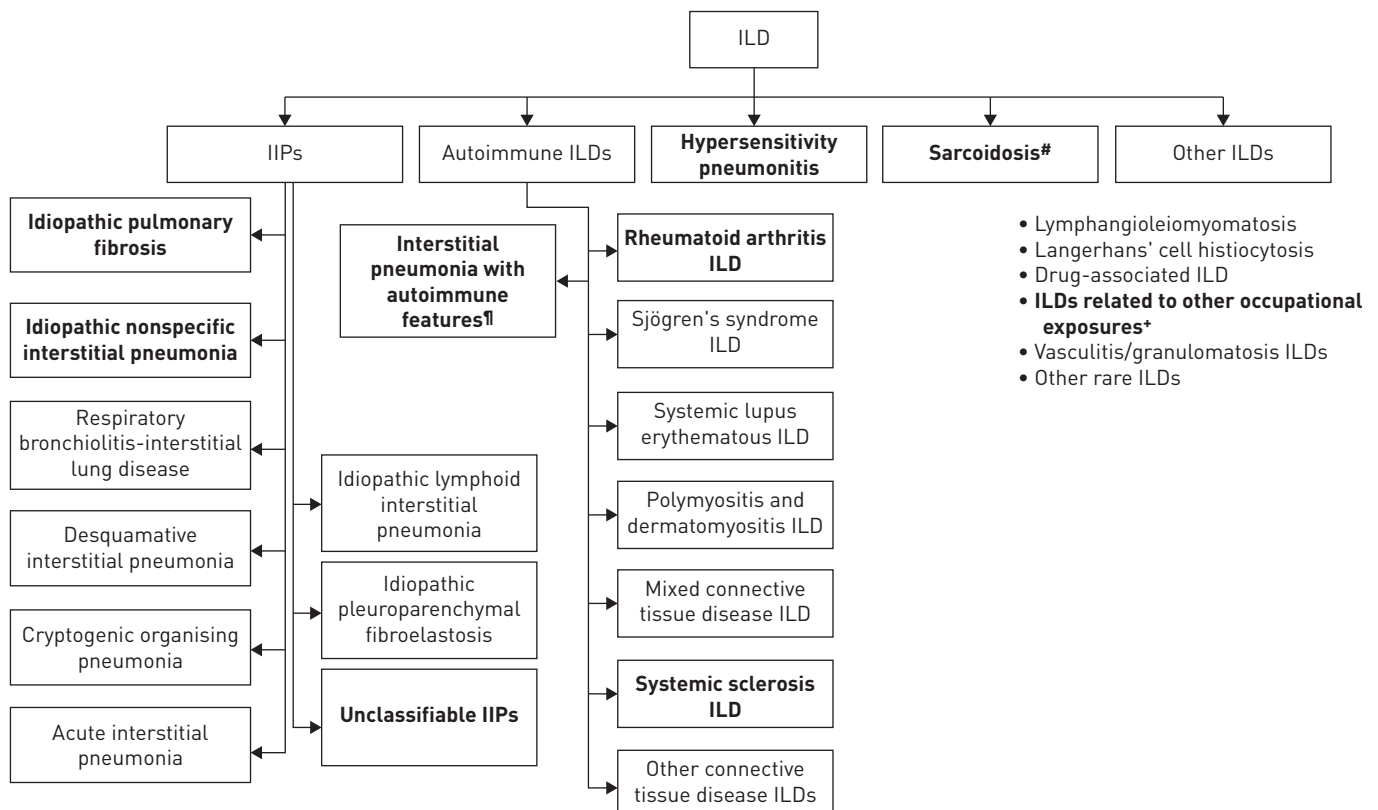 ILD
IIPs
Autoimmune ILDs
Hypersensitivity
pneumonitis
Sarcoidosis#
Other ILDs
Idiopathic pulmonary
fibrosis
Idiopathic nonspecific
interstitial pneumonia
Respiratory
bronchiolitis-interstitial
lung disease
Desquamative
interstitial pneumonia
Cryptogenic organising
pneumonia
Acute interstitial
pneumonia
Idiopathic lymphoid
interstitial
pneumonia
Idiopathic
pleuroparenchymal
fibroelastosis
Unclassifiable IIPs
Interstitial
pneumonia with
autoimmune
features¶
Rheumatoid arthritis
ILD
Sjögren's syndrome
ILD
Systemic lupus
erythematous ILD
Polymyositis and
dermatomyositis ILD
Mixed connective
tissue disease ILD
Systemic sclerosis
ILD
Other connective
tissue disease ILDs
• Lymphangioleiomyomatosis
• Langerhans' cell histiocytosis
• Drug-associated ILD
• ILDs related to other occupational
exposures+
• Vasculitis/granulomatosis ILDs
• Other rare ILDs